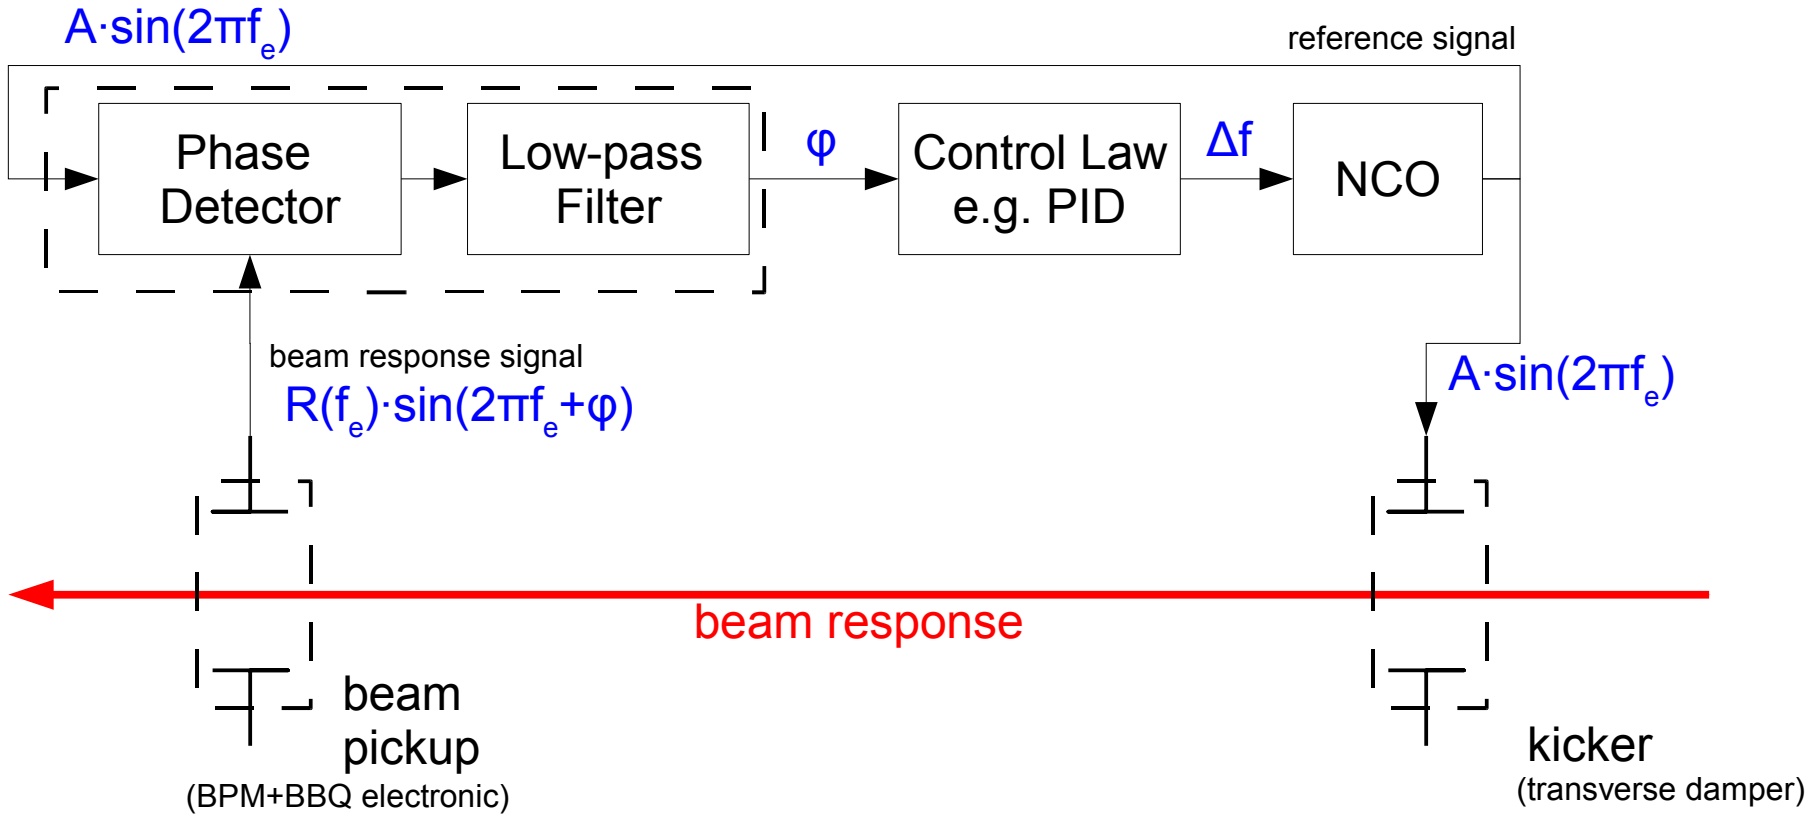 A·sin(2πfe)
reference signal
Phase
Detector
Low-pass
Filter
φ
Control Law
e.g. PID
Δf
NCO
beam response signal
R(fe)·sin(2πfe+φ)
A·sin(2πfe)
beam response
beam
pickup
(BPM+BBQ electronic)
kicker
(transverse damper)